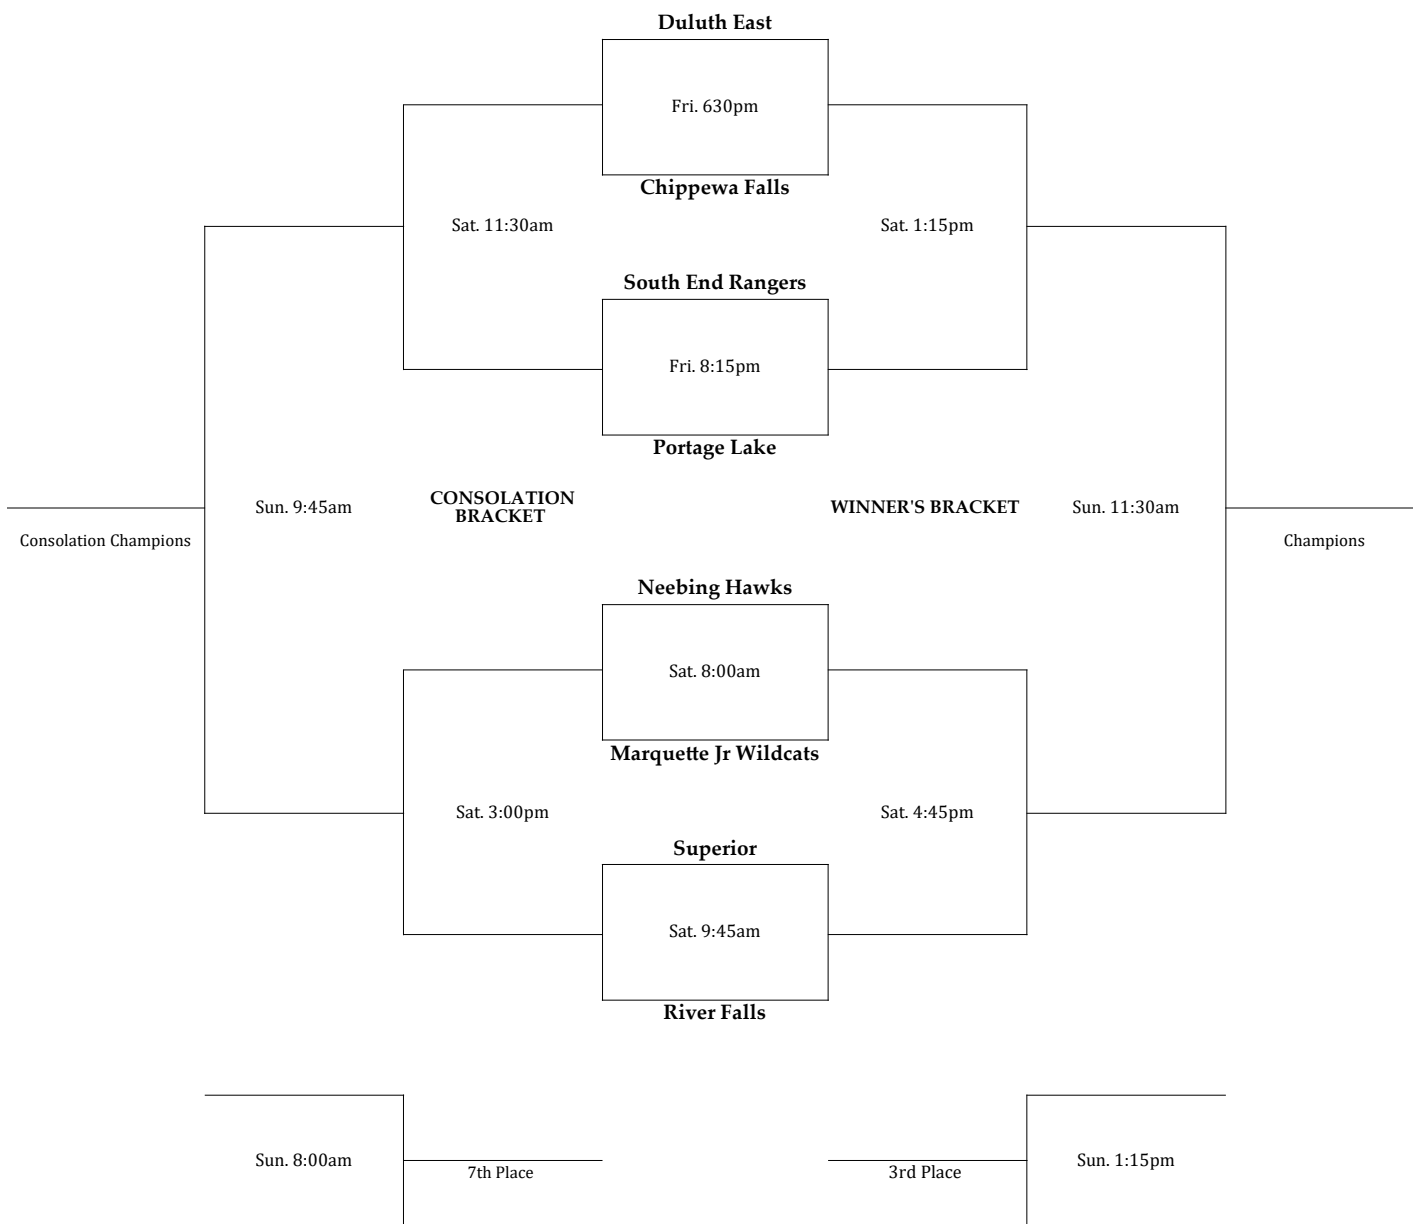 Duluth East
Fri. 630pm
Chippewa Falls
Sat. 11:30am
Sat. 1:15pm
South End Rangers
Fri. 8:15pm
Portage Lake
Sun. 9:45am
CONSOLATION
BRACKET
WINNER'S BRACKET
Sun. 11:30am
Consolation Champions
Champions
Neebing Hawks
Sat. 8:00am
Marquette Jr Wildcats
Sat. 3:00pm
Sat. 4:45pm
Superior
Sat. 9:45am
River Falls
Sun. 8:00am
7th Place
3rd Place
Sun. 1:15pm